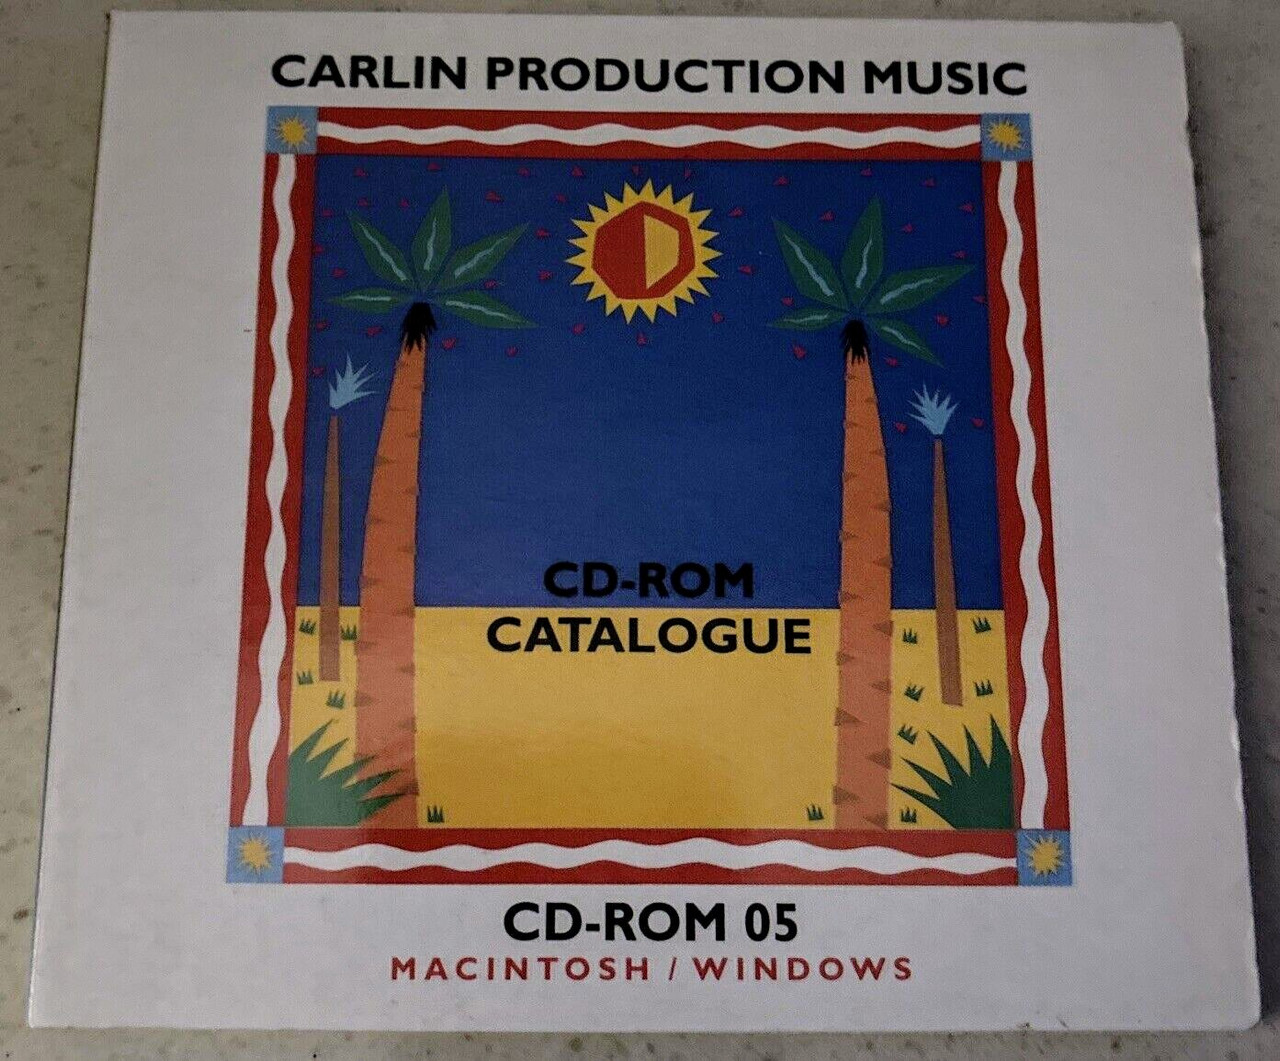 CARLIN PRODUCTION MUSIC
CD-ROM
CATALOGUE
CD-ROM 05
MACINTOSH / WINDOWS